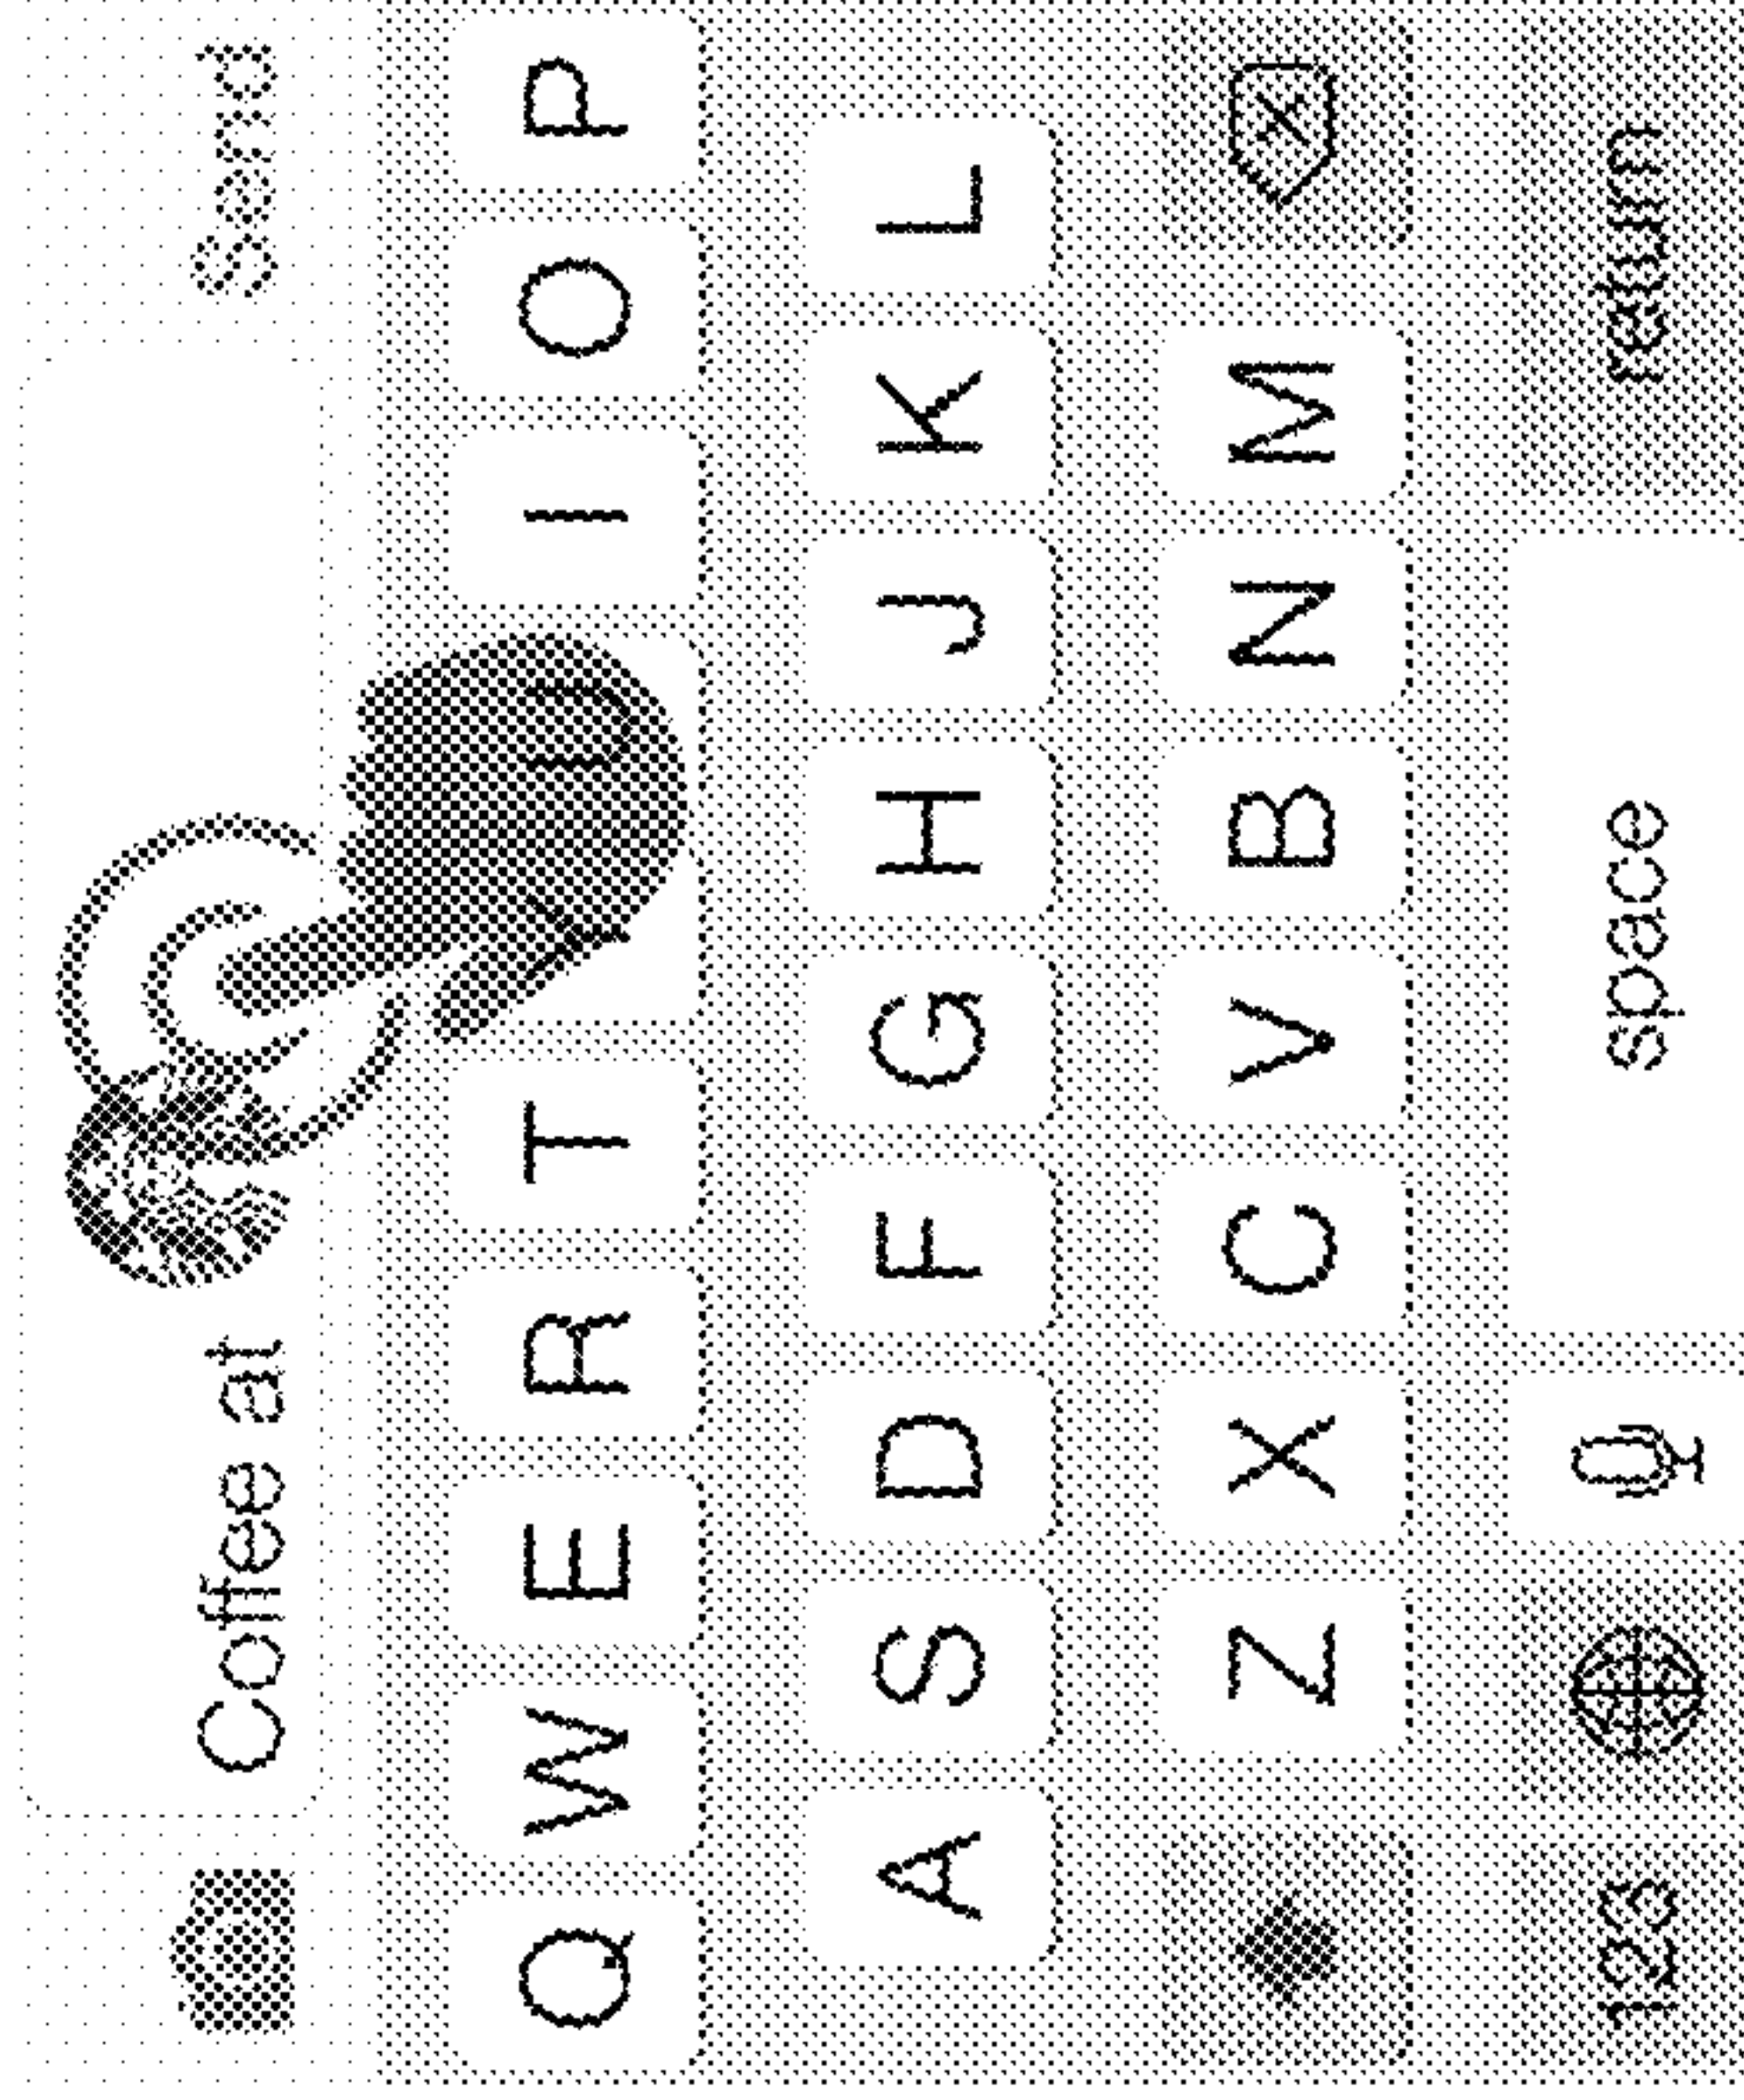 Coffee at Send
Q W E R T Y U I O P
A S D F G H J K L
Z X C V B N M
123 space return